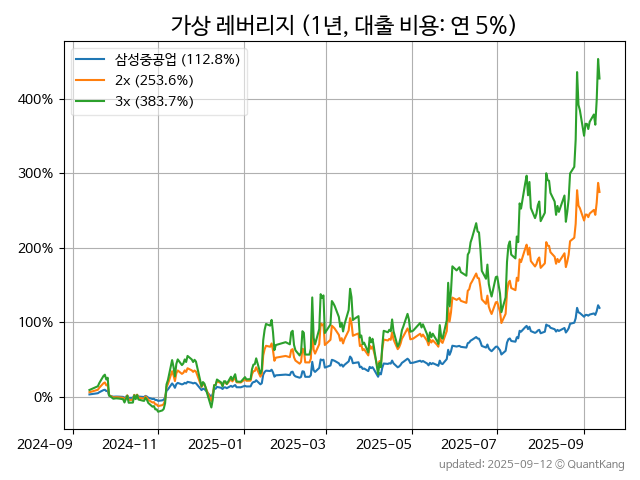 가상 레버리지 (1년, 대출 비용: 연 5%)
삼성중공업 (112.8%)
2x (253.6%)
3x (383.7%)
400%
300%
200%
100%
0%
2024-09 2024-11 2025-01 2025-03 2025-05 2025-07 2025-09
updated: 2025-09-12 © QuantKang